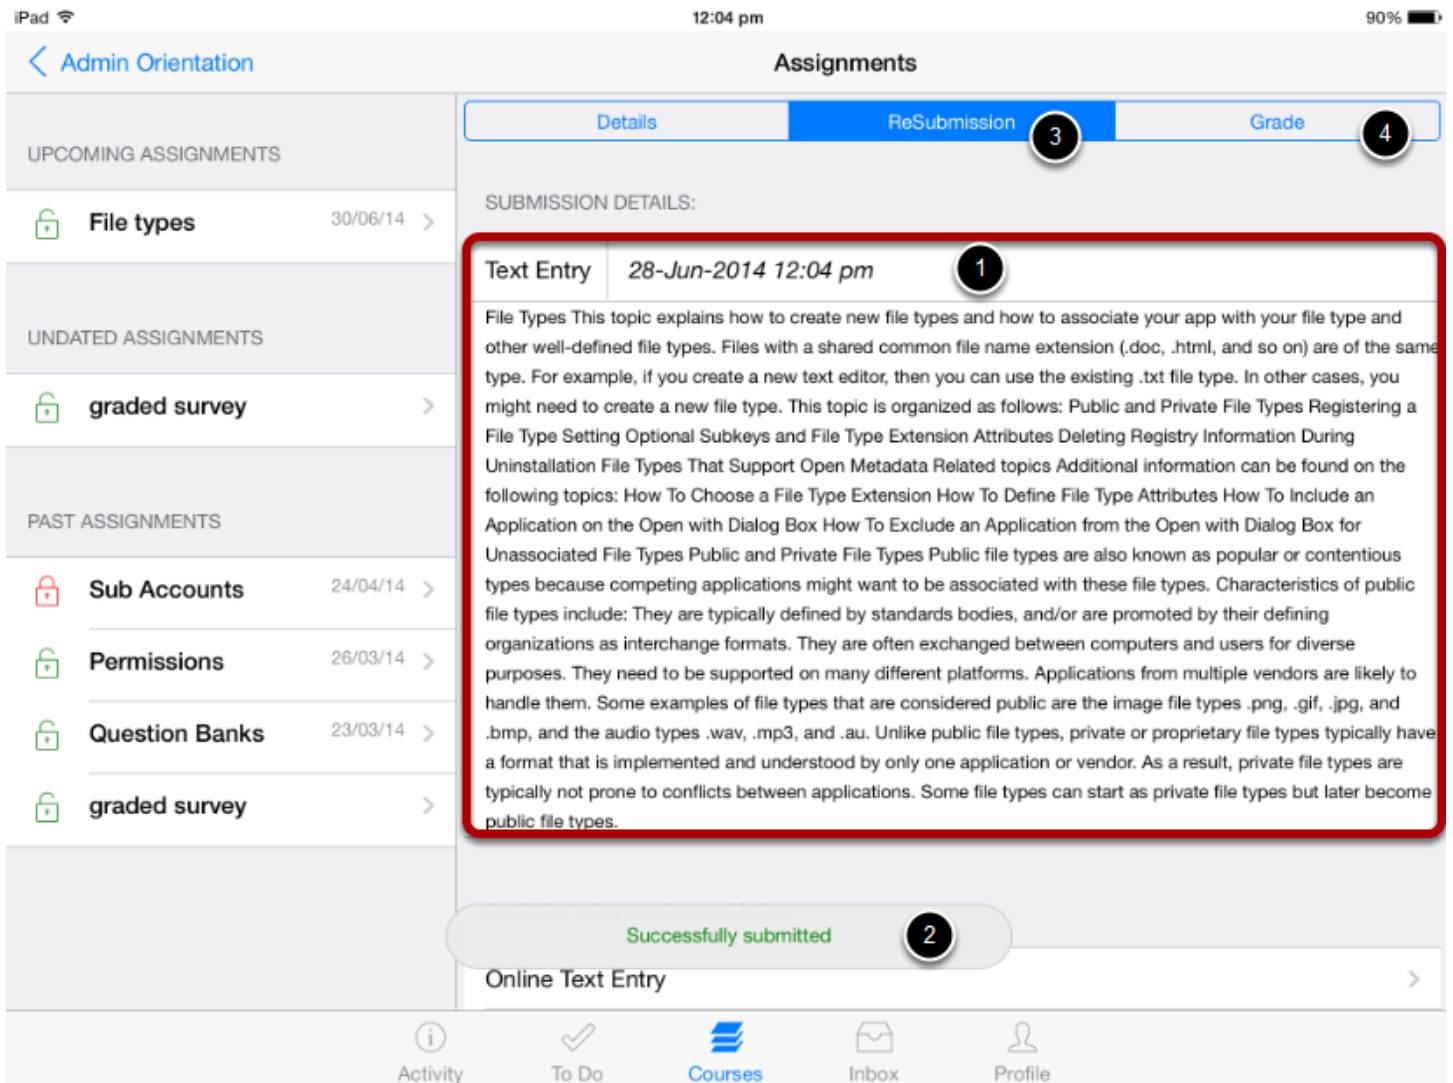 iPad 12:04 pm 90%
Admin Orientation
Assignments
UPCOMING ASSIGNMENTS
File types 30/06/14
UNDATED ASSIGNMENTS
graded survey
PAST ASSIGNMENTS
Sub Accounts 24/04/14
Permissions 26/03/14
Question Banks 23/03/14
graded survey
Details ReSubmission 3 Grade 4
SUBMISSION DETAILS:
Text Entry 28-Jun-2014 12:04 pm 1
File Types This topic explains how to create new file types and how to associate your app with your file type and
other well-defined file types. Files with a shared common file name extension (.doc, .html, and so on) are of the same
type. For example, if you create a new text editor, then you can use the existing .txt file type. In other cases, you
might need to create a new file type. This topic is organized as follows: Public and Private File Types Registering a
File Type Setting Optional Subkeys and File Type Extension Attributes Deleting Registry Information During
Uninstallation File Types That Support Open Metadata Related topics Additional information can be found on the
following topics: How To Choose a File Type Extension How To Define File Type Attributes How To Include an
Application on the Open with Dialog Box How To Exclude an Application from the Open with Dialog Box for
Unassociated File Types Public and Private File Types Public file types are also known as popular or contentious
types because competing applications might want to be associated with these file types. Characteristics of public
file types include: They are typically defined by standards bodies, and/or are promoted by their defining
organizations as interchange formats. They are often exchanged between computers and users for diverse
purposes. They need to be supported on many different platforms. Applications from multiple vendors are likely to
handle them. Some examples of file types that are considered public are the image file types .png, .gif, .jpg, and
.bmp, and the audio types .wav, .mp3, and .au. Unlike public file types, private or proprietary file types typically have
a format that is implemented and understood by only one application or vendor. As a result, private file types are
typically not prone to conflicts between applications. Some file types can start as private file types but later become
public file types.
Successfully submitted 2
Online Text Entry
Activity To Do Courses Inbox Profile